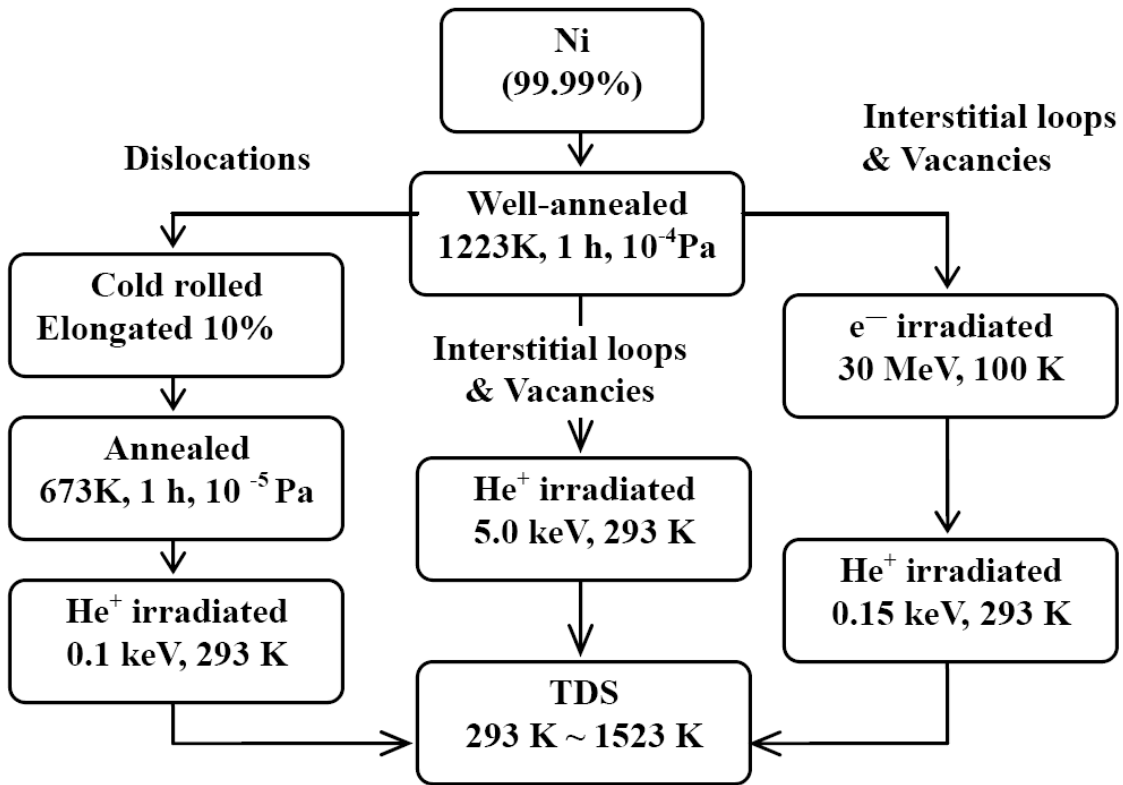 Ni
(99.99%)
Dislocations
Interstitial loops
& Vacancies
Well-annealed
1223K, 1 h, 10⁻⁴Pa
Cold rolled
Elongated 10%
Interstitial loops
& Vacancies
e⁻ irradiated
30 MeV, 100 K
Annealed
673K, 1 h, 10 ⁻⁵ Pa
He⁺ irradiated
5.0 keV, 293 K
He⁺ irradiated
0.15 keV, 293 K
He⁺ irradiated
0.1 keV, 293 K
TDS
293 K ~ 1523 K